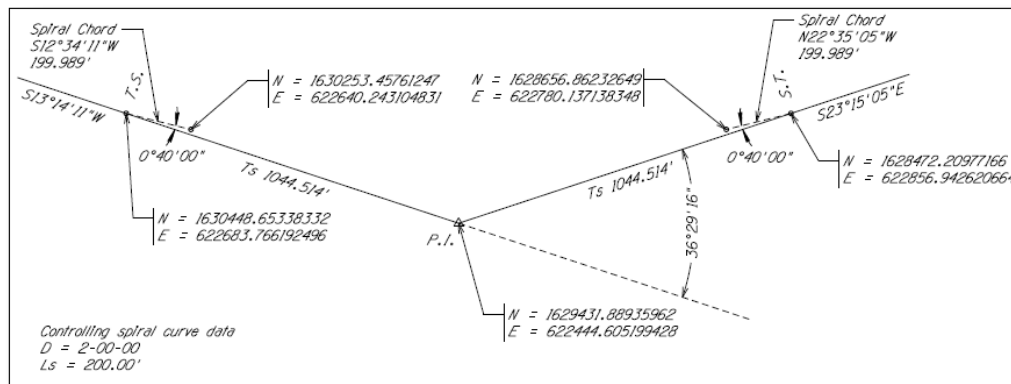 Spiral Chord
S12°34'11"W
199.989'
S13°14'11"W
T.S.
0°40'00"
N = 1630253.45761247
E = 622640.243104831
Ts 1044.514'
N = 1630448.65338332
E = 622683.766192496
P.I.
N = 1629431.88935962
E = 622444.605199428
Spiral Chord
N22°35'05"W
199.989'
N = 1628656.86232649
E = 622780.137138348
S.T.
S23°15'05"E
0°40'00"
Ts 1044.514'
N = 1628472.20977166
E = 622856.942620664
36°29'16"
Controlling spiral curve data
D = 2-00-00
Ls = 200.00'